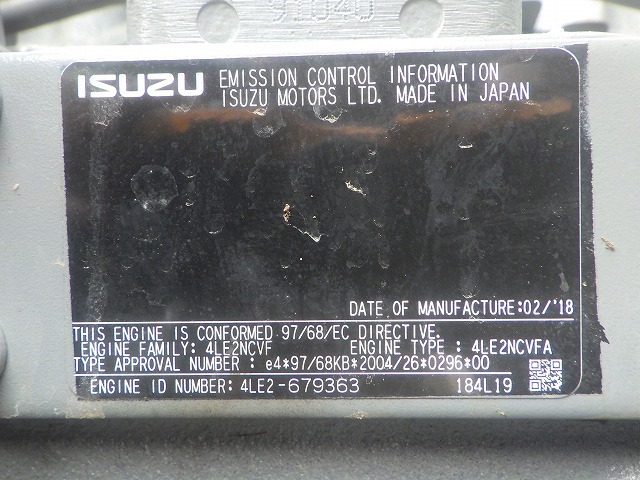 91040
ISUZU EMISSION CONTROL INFORMATION
ISUZU MOTORS LTD. MADE IN JAPAN
DATE OF MANUFACTURE:02/'18
THIS ENGINE IS CONFORMED 97/68/EC DIRECTIVE.
ENGINE FAMILY: 4LE2NCVF ENGINE TYPE : 4LE2NCVFA
TYPE APPROVAL NUMBER : e4*97/68KB*2004/26*0296*00
ENGINE ID NUMBER: 4LE2-679363 184L19